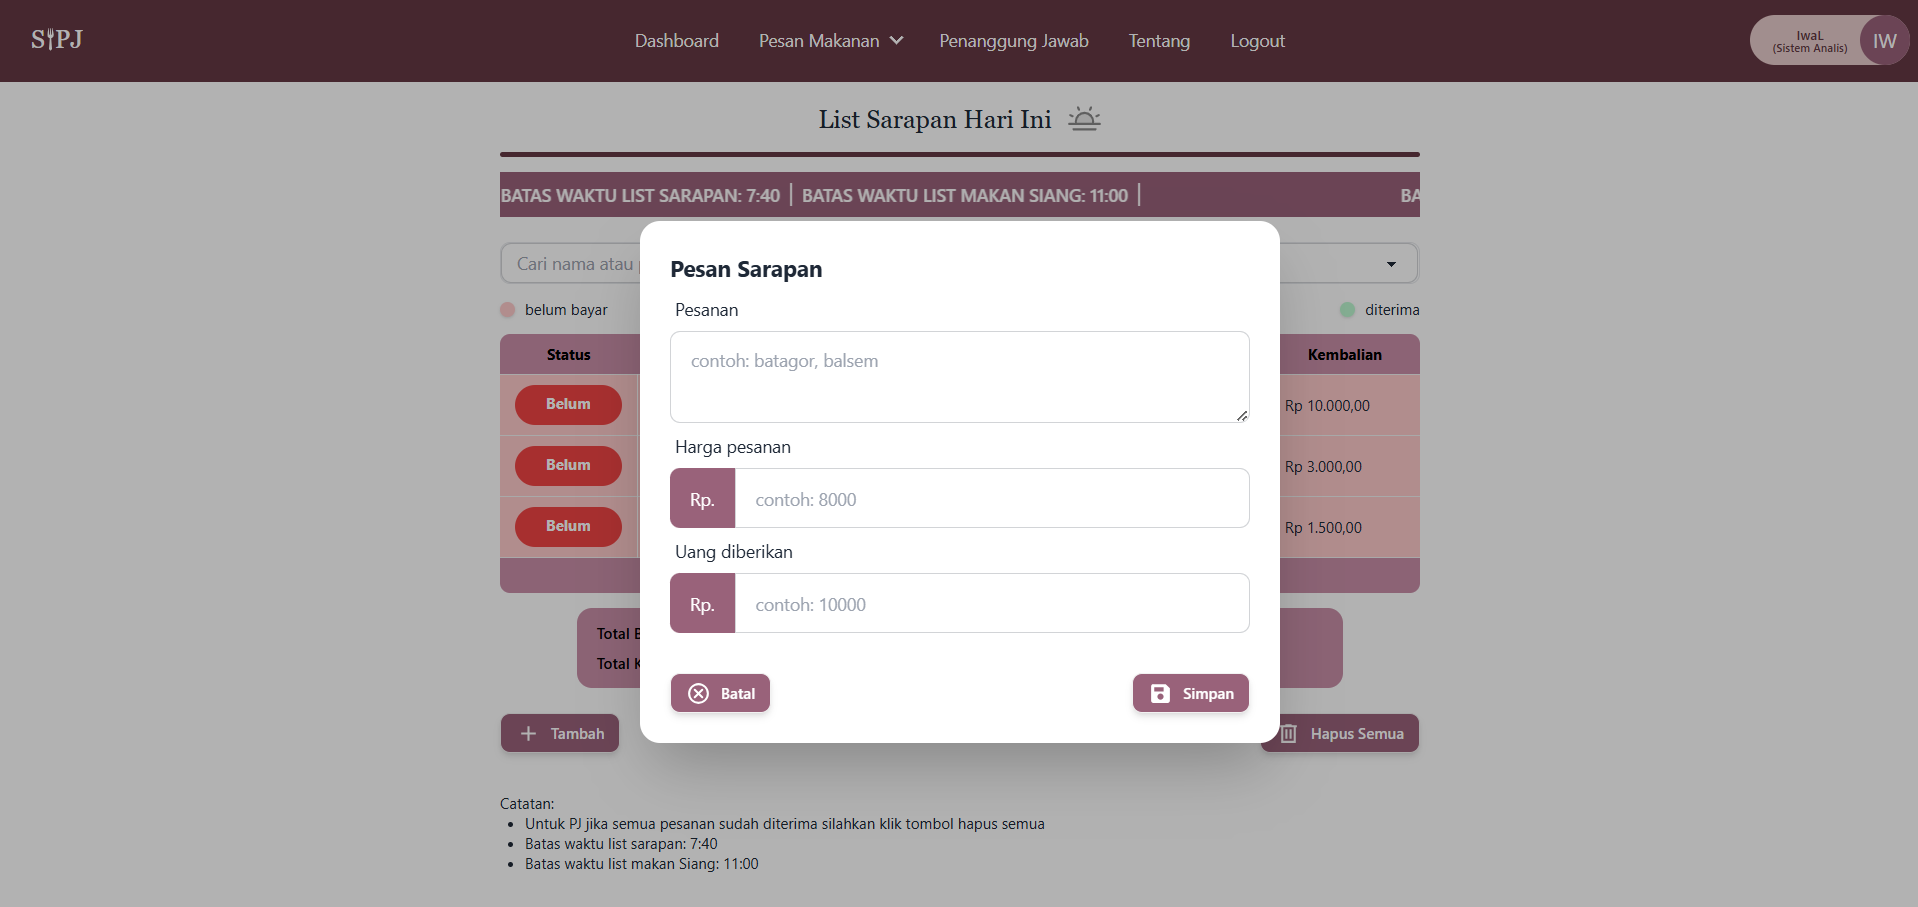 SIPJ
Dashboard
Pesan Makanan
Penanggung Jawab
Tentang
Logout
IwaL
(Sistem Analis)
IW
List Sarapan Hari Ini
BATAS WAKTU LIST SARAPAN: 7:40 | BATAS WAKTU LIST MAKAN SIANG: 11:00 |
BA
Cari nama atau
belum bayar
diterima
Status
Kembalian
Belum
Rp 10.000,00
Belum
Rp 3.000,00
Belum
Rp 1.500,00
Total
Total
Pesan Sarapan
Pesanan
contoh: batagor, balsem
Harga pesanan
Rp.
contoh: 8000
Uang diberikan
Rp.
contoh: 10000
Batal
Simpan
Tambah
Hapus Semua
Catatan:
• Untuk PJ jika semua pesanan sudah diterima silahkan klik tombol hapus semua
• Batas waktu list sarapan: 7:40
• Batas waktu list makan Siang: 11:00